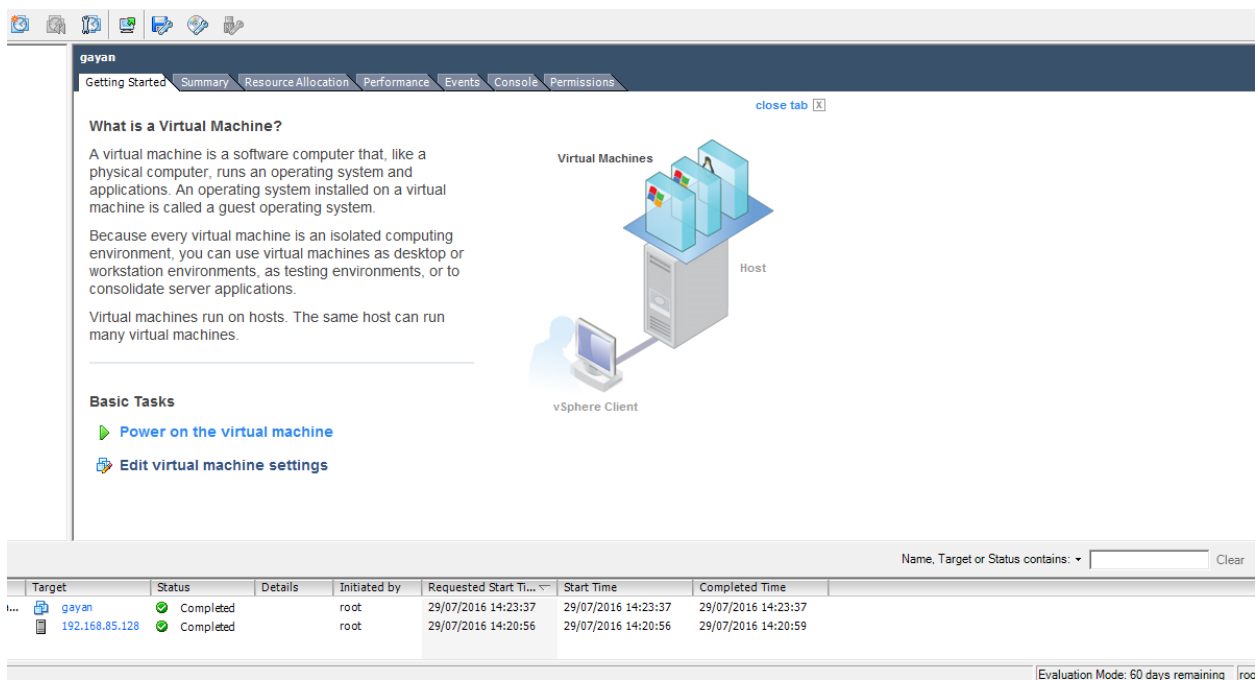 gayan
Getting Started Summary Resource Allocation Performance Events Console Permissions
close tab X
What is a Virtual Machine?
A virtual machine is a software computer that, like a
physical computer, runs an operating system and
applications. An operating system installed on a virtual
machine is called a guest operating system.
Because every virtual machine is an isolated computing
environment, you can use virtual machines as desktop or
workstation environments, as testing environments, or to
consolidate server applications.
Virtual machines run on hosts. The same host can run
many virtual machines.
Virtual Machines
Host
vSphere Client
Basic Tasks
Power on the virtual machine
Edit virtual machine settings
Name, Target or Status contains: Clear
Target Status Details Initiated by Requested Start Ti... Start Time Completed Time
gayan Completed root 29/07/2016 14:23:37 29/07/2016 14:23:37 29/07/2016 14:23:37
192.168.85.128 Completed root 29/07/2016 14:20:56 29/07/2016 14:20:56 29/07/2016 14:20:59
Evaluation Mode: 60 days remaining roo